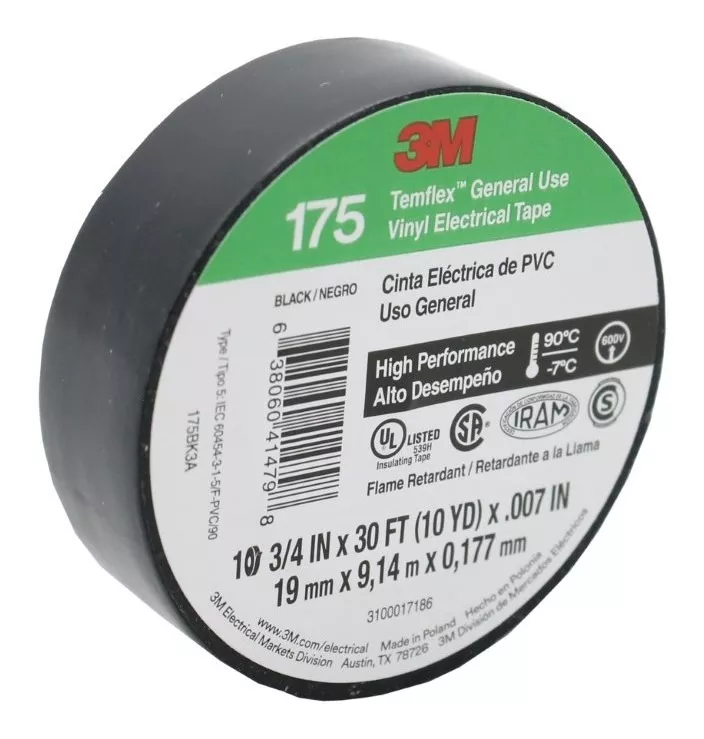 3M
175
Temflex™ General Use
Vinyl Electrical Tape
BLACK/NEGRO
Cinta Eléctrica de PVC
Uso General
6 38060 41479 8
Type / Tipo 5: IEC 60454-3-1-5/F-PVC/90
175BK3A
High Performance
Alto Desempeño
90°C
-7°C
600V
UL
LISTED
539H
Insulating Tape
SA
IRAM
S
Flame Retardant / Retardante a la Llama
10 3/4 IN x 30 FT (10 YD) x .007 IN
19 mm x 9,14 m x 0,177 mm
3100017186
www.3M.com/electrical
Made in Poland
Hecho en Polonia
3M Electrical Markets Division
Austin, TX 78726
3M División de Mercados Eléctricos